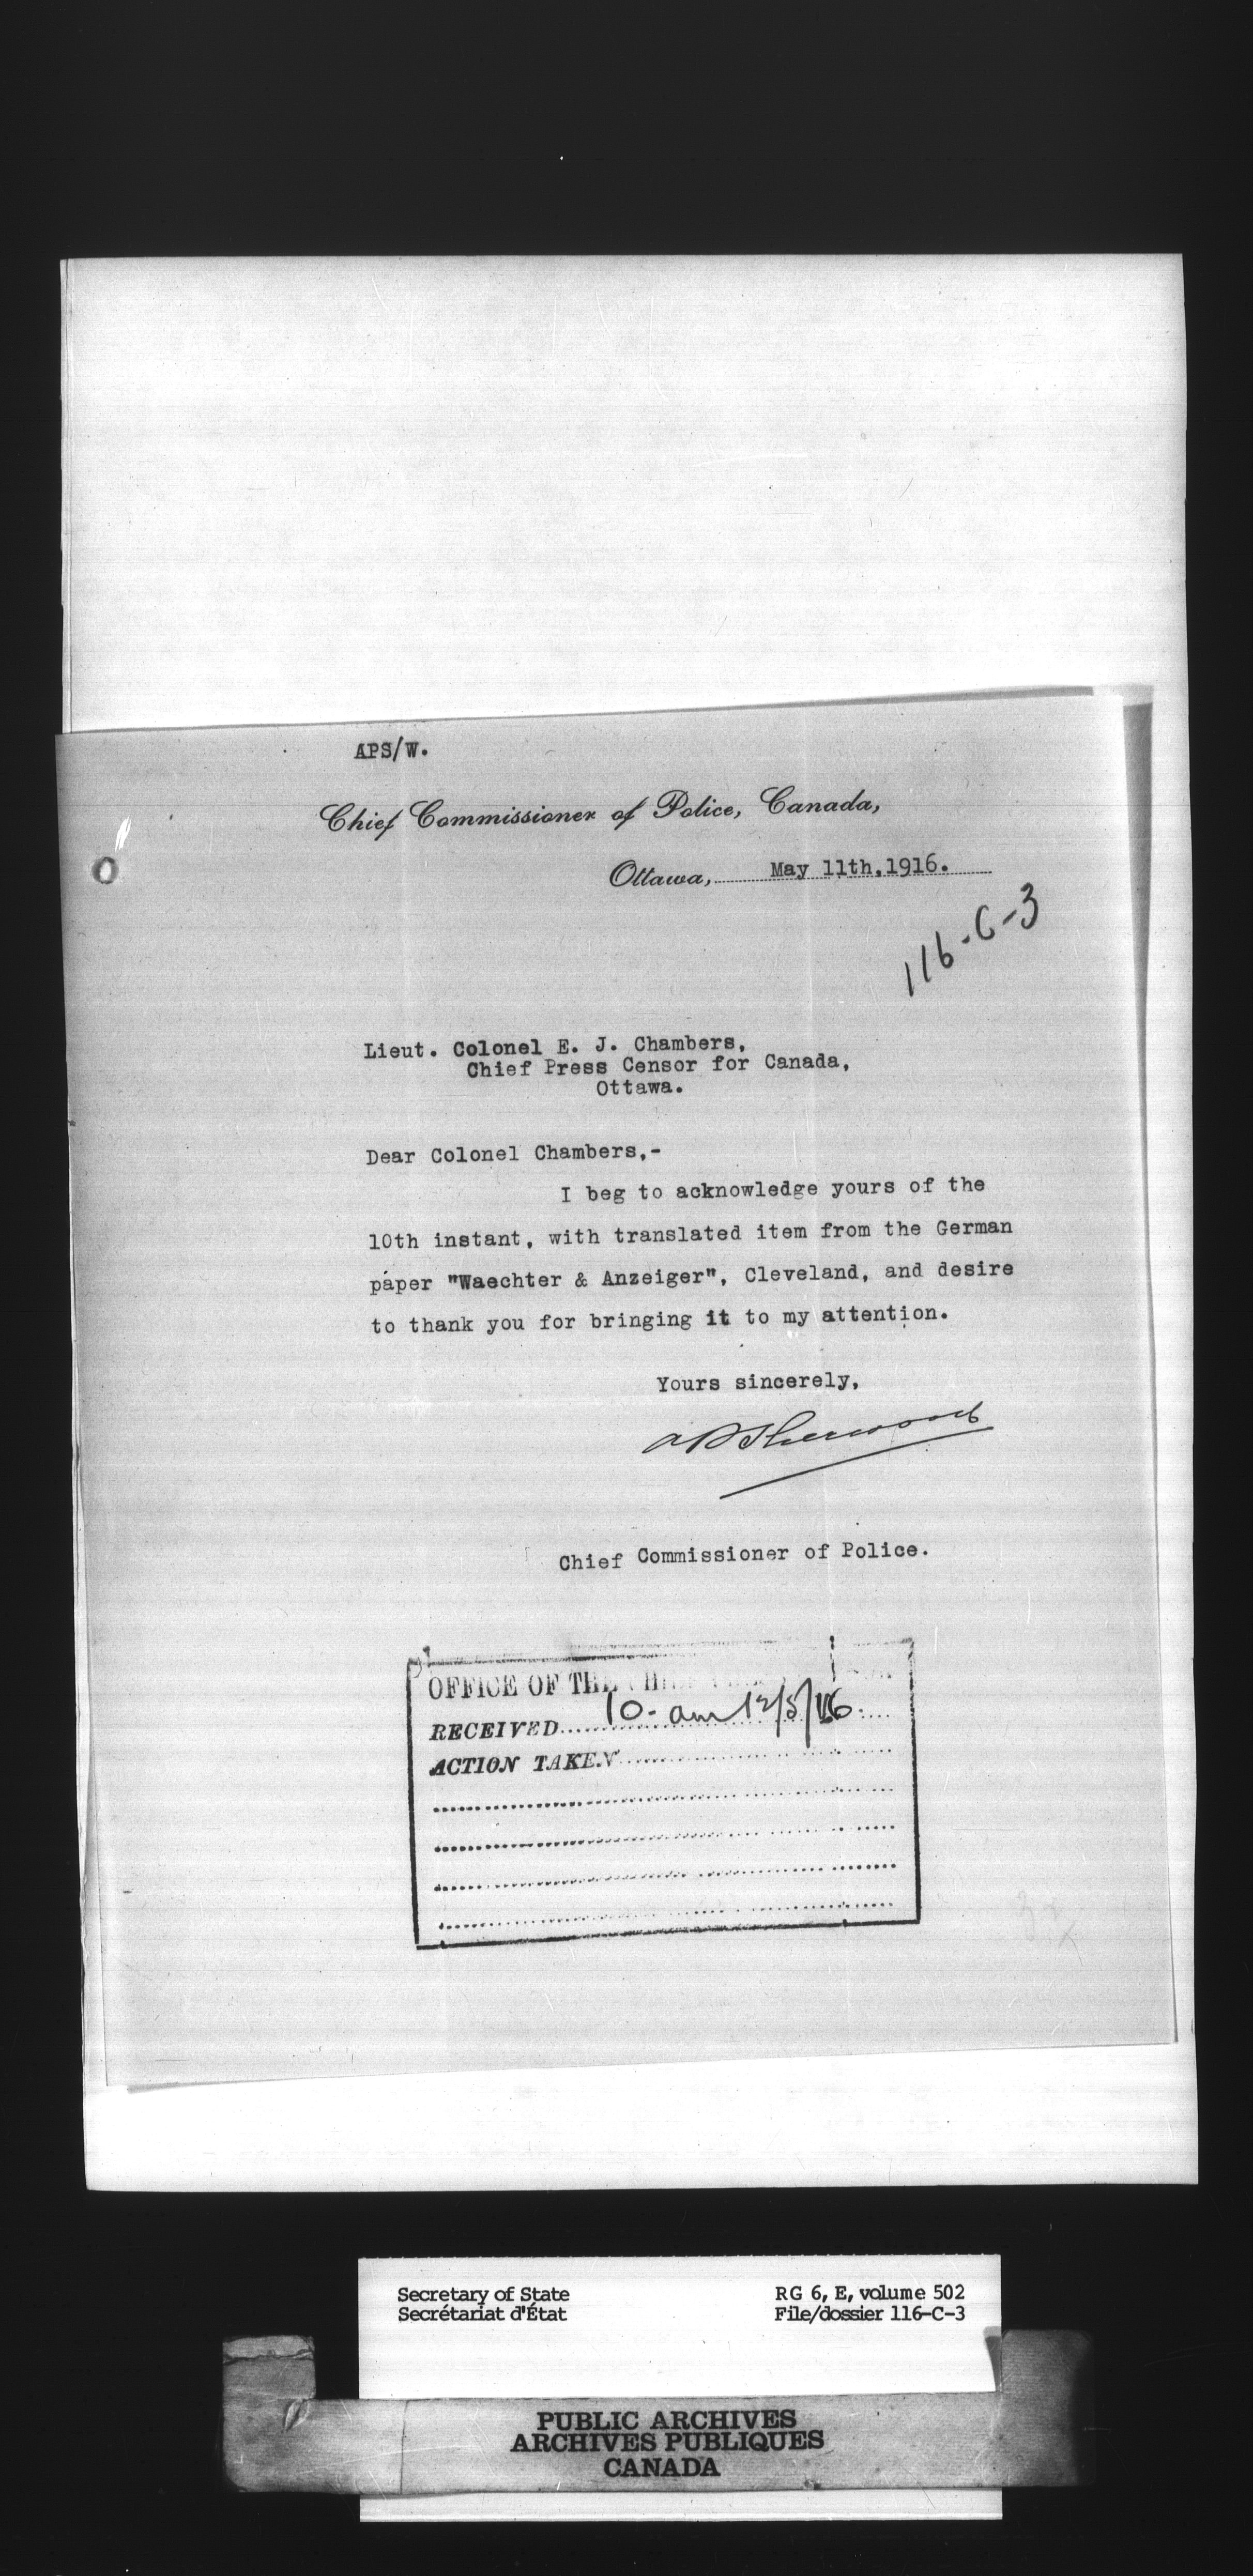 APS/W.
Chief Commissioner of Police, Canada,
Ottawa, May 11th, 1916.
116-C-3
Lieut. Colonel E. J. Chambers,
Chief Press Censor for Canada,
Ottawa.
Dear Colonel Chambers,-
I beg to acknowledge yours of the
10th instant, with translated item from the German
paper "Waechter & Anzeiger", Cleveland, and desire
to thank you for bringing it to my attention.
Yours sincerely,
A P Sherwood
Chief Commissioner of Police.
OFFICE OF THE
RECEIVED 10- am 12/5/16
ACTION TAKEN
Secretary of State
Secrétariat d'État
RG 6, E, volume 502
File/dossier 116-C-3
PUBLIC ARCHIVES
ARCHIVES PUBLIQUES
CANADA